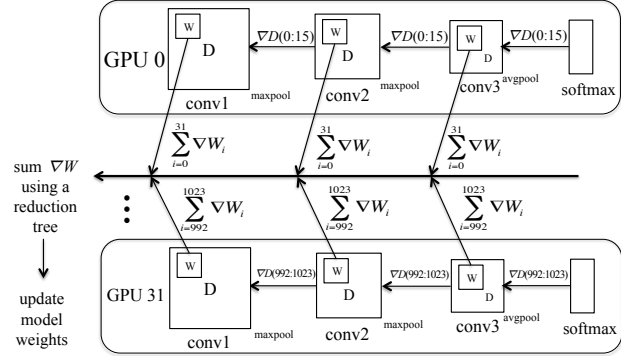 GPU 0
W
D
conv1
maxpool
∇D(0:15)
W
D
conv2
maxpool
∇D(0:15)
W
D
conv3
avgpool
∇D(0:15)
softmax
31
∑ ∇Wᵢ
i=0
31
∑ ∇Wᵢ
i=0
31
∑ ∇Wᵢ
i=0
sum ∇W
using a
reduction
tree
update
model
weights
⋮
1023
∑ ∇Wᵢ
i=992
1023
∑ ∇Wᵢ
i=992
1023
∑ ∇Wᵢ
i=992
GPU 31
W
D
conv1
maxpool
∇D(992:1023)
W
D
conv2
maxpool
∇D(992:1023)
W
D
conv3
avgpool
∇D(992:1023)
softmax